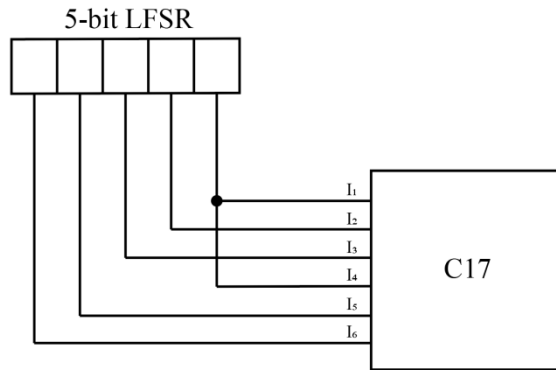 5-bit LFSR
I₁
I₂
I₃
I₄
I₅
I₆
C17